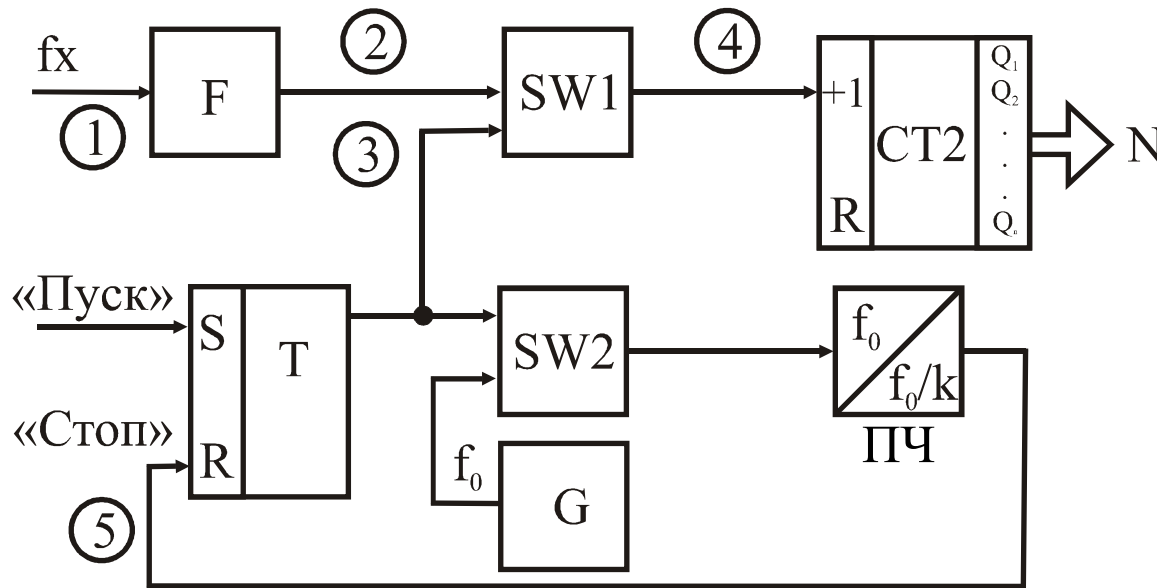 fx
1
F
2
3
SW1
4
+1
R
CT2
Q₁
Q₂
.
.
.
Qₙ
N
«Пуск»
«Стоп»
S
R
T
5
SW2
f₀
G
f₀
f₀/k
ПЧ